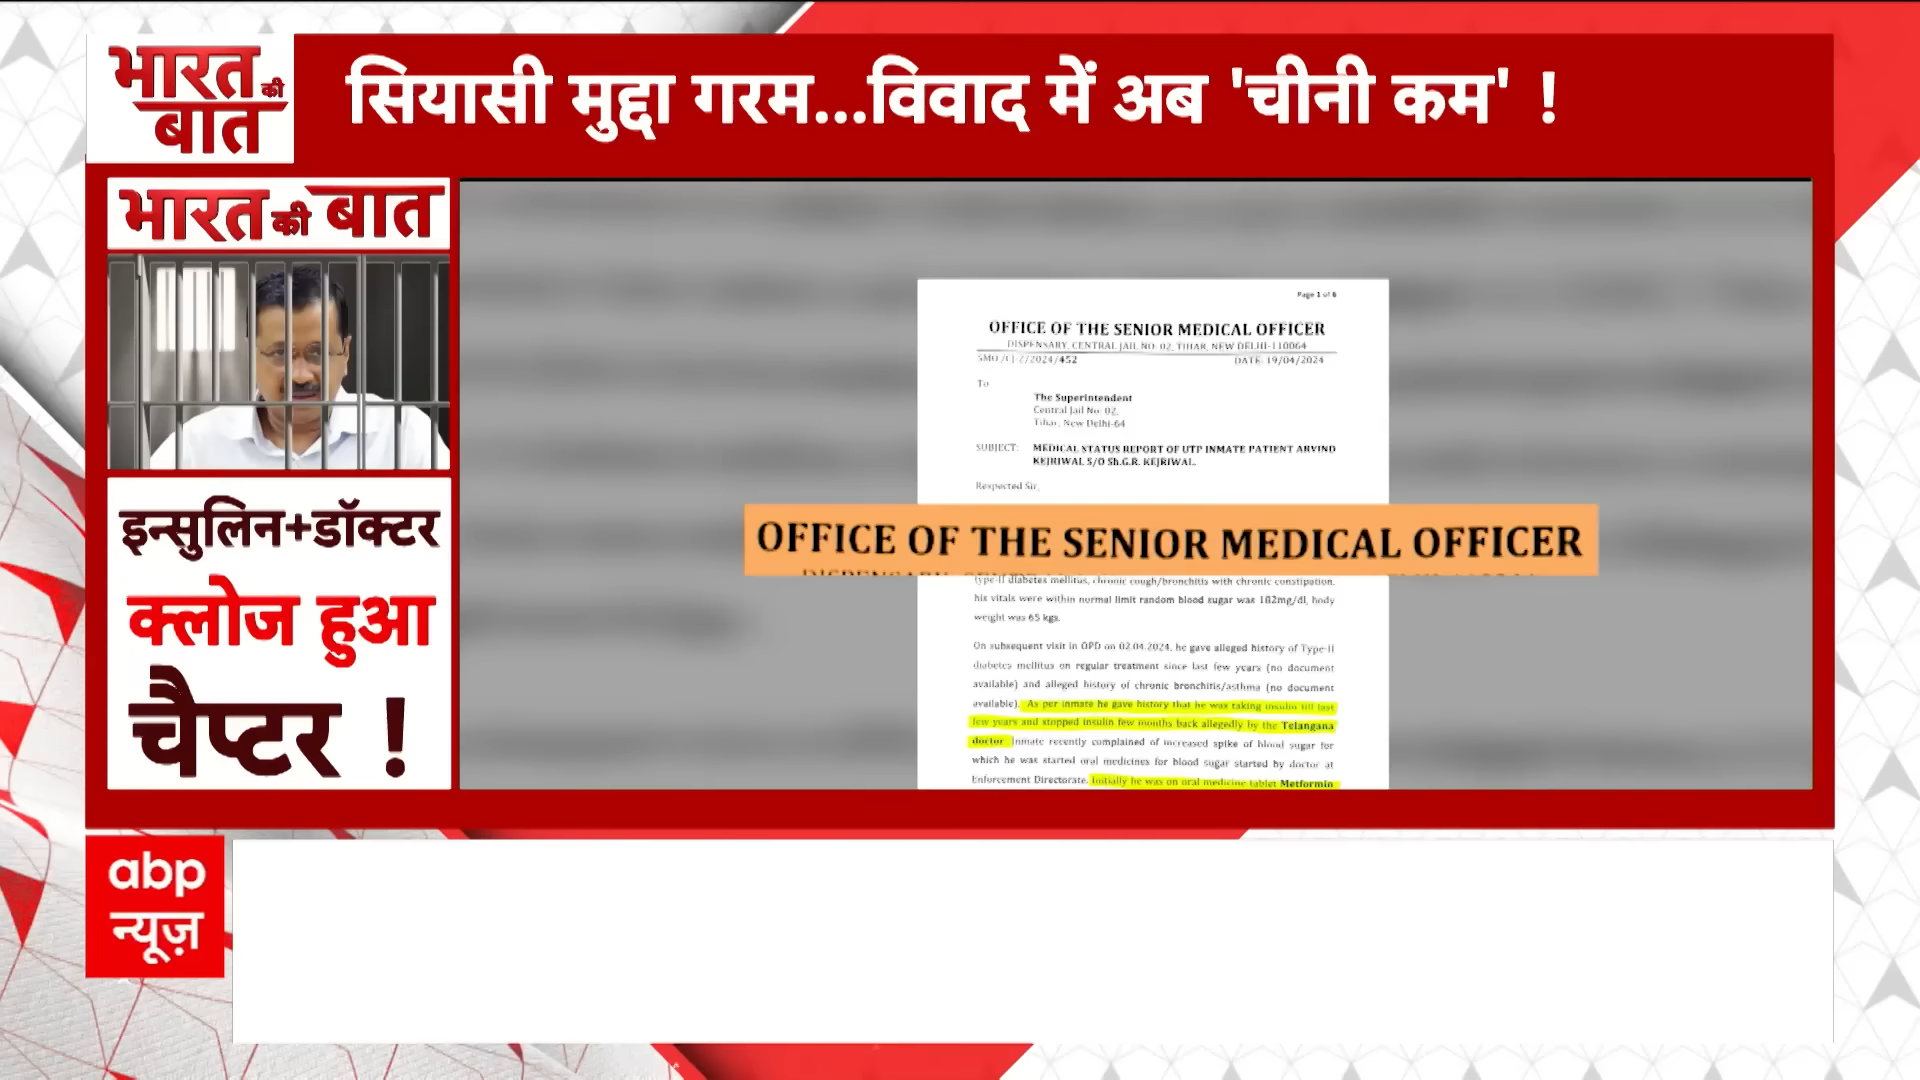 भारत की
बात
सियासी मुद्दा गरम...विवाद में अब 'चीनी कम' !
भारत की बात
इन्सुलिन+डॉक्टर
क्लोज हुआ
चैप्टर !
Page 1 of 6
OFFICE OF THE SENIOR MEDICAL OFFICER
DISPENSARY, CENTRAL JAIL NO: 02, TIHAR, NEW DELHI-110064
SMO/CJ-2/2024/452 DATE: 19/04/2024
To
The Superintendent
Central Jail No: 02,
Tihar, New Delhi-64
SUBJECT: MEDICAL STATUS REPORT OF UTP INMATE PATIENT ARVIND
KEJRIWAL S/O Sh.G.R. KEJRIWAL.
Respected Sir,
OFFICE OF THE SENIOR MEDICAL OFFICER
type-II diabetes mellitus, chronic cough/bronchitis with chronic constipation.
his vitals were within normal limit random blood sugar was 182mg/dl, body
weight was 65 kgs.
On subsequent visit in OPD on 02.04.2024, he gave alleged history of Type-II
diabetes mellitus on regular treatment since last few years (no document
available) and alleged history of chronic bronchitis/asthma (no document
available). As per inmate he gave history that he was taking insulin till last
few years and stopped insulin few months back allegedly by the Telangana
doctor Inmate recently complained of increased spike of blood sugar for
which he was started oral medicines for blood sugar started by doctor at
Enforcement Directorate. Initially he was on oral medicine tablet Metformin
abp
न्यूज़